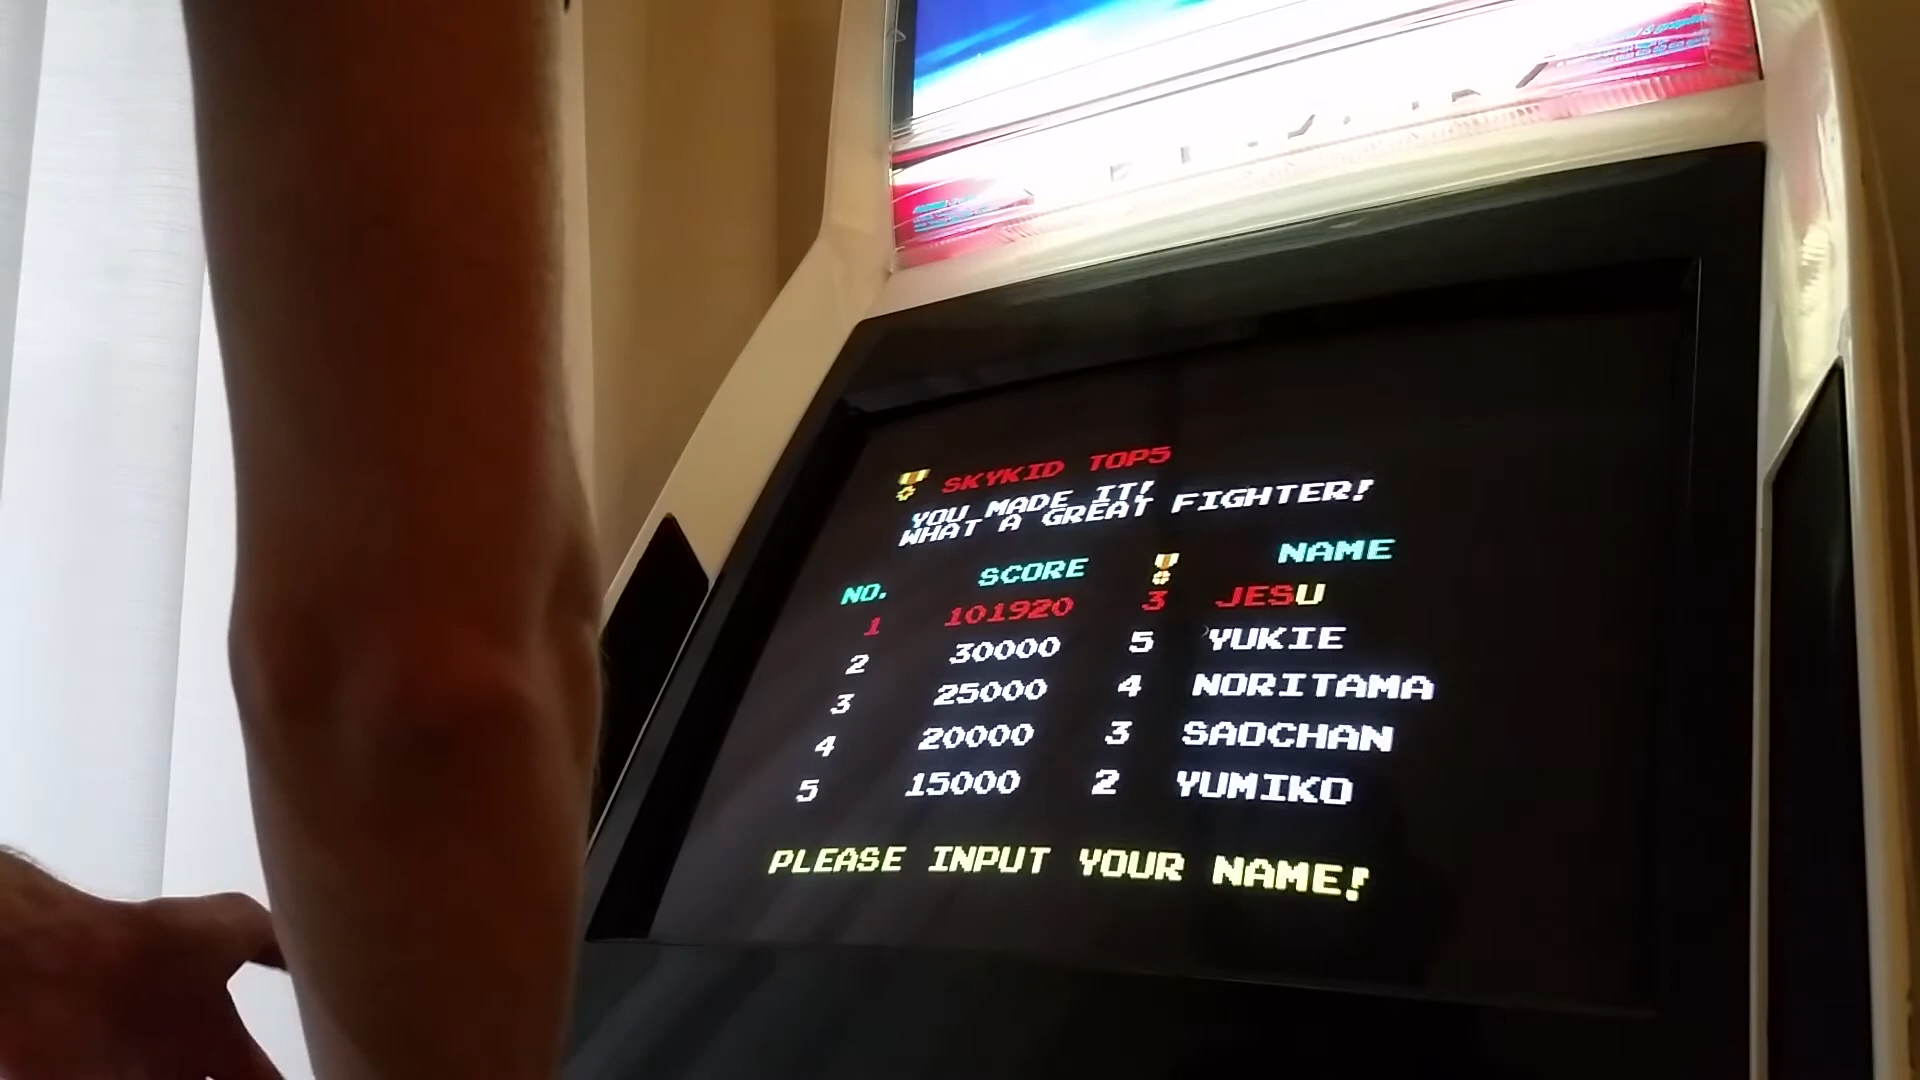 SKYKID TOP5
YOU MADE IT!
WHAT A GREAT FIGHTER!
NO. SCORE NAME
1 101920 3 JESU
2 30000 5 YUKIE
3 25000 4 NORITAMA
4 20000 3 SAOCHAN
5 15000 2 YUMIKO
PLEASE INPUT YOUR NAME!